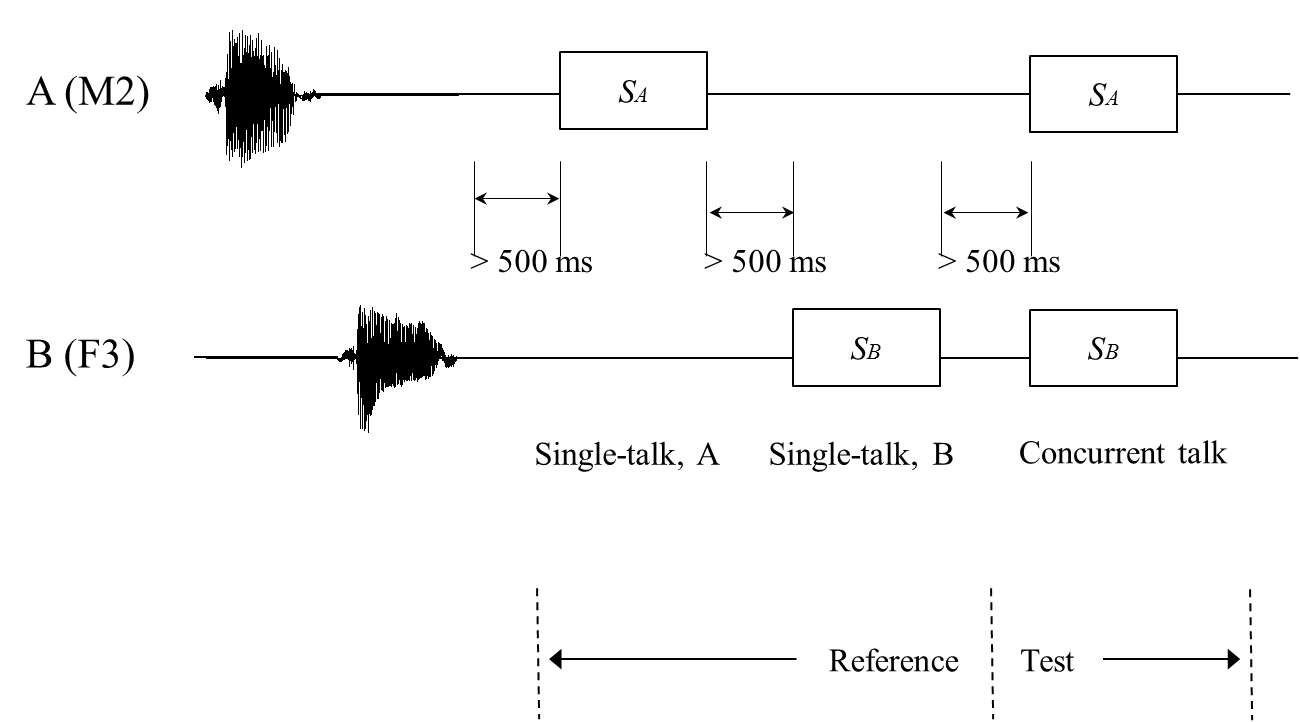 A (M2)
SA
SA
> 500 ms
> 500 ms
> 500 ms
B (F3)
SB
SB
Single-talk, A
Single-talk, B
Concurrent talk
Reference
Test